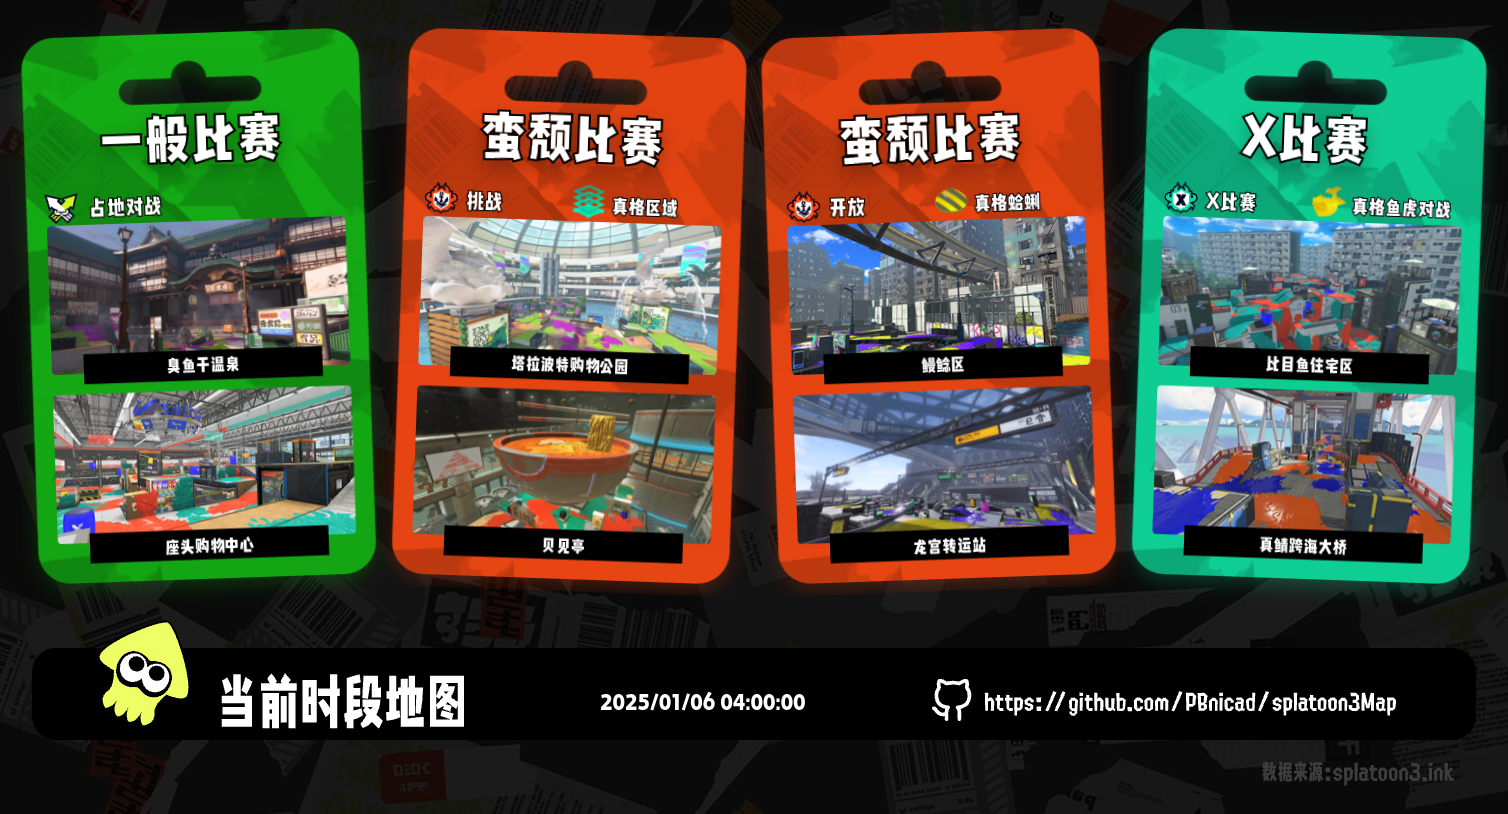 一般比赛
占地对战
臭鱼干温泉
座头购物中心
蛮颓比赛
挑战
真格区域
塔拉波特购物公园
贝见亭
蛮颓比赛
开放
真格蛤蜊
鳗鲶区
龙宫转运站
X比赛
X比赛
真格鱼虎对战
比目鱼住宅区
真鲭跨海大桥
当前时段地图
2025/01/06 04:00:00
https://github.com/PBnicad/splatoon3Map
数据来源:splatoon3.ink